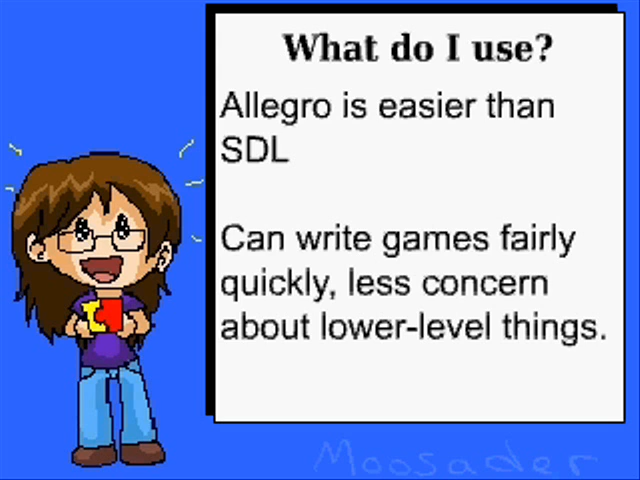 What do I use?
Allegro is easier than
SDL
Can write games fairly
quickly, less concern
about lower-level things.
Moosader